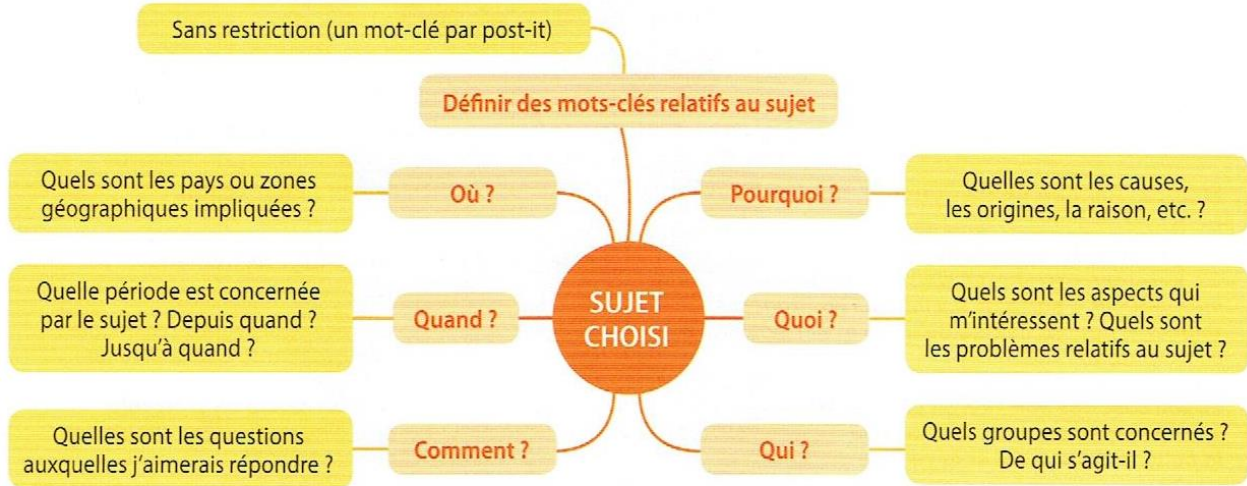 Sans restriction (un mot-clé par post-it)
Définir des mots-clés relatifs au sujet
Quels sont les pays ou zones
géographiques impliquées ?
Où ?
Pourquoi ?
Quelles sont les causes,
les origines, la raison, etc. ?
Quelle période est concernée
par le sujet ? Depuis quand ?
Jusqu'à quand ?
Quand ?
SUJET
CHOISI
Quoi ?
Quels sont les aspects qui
m'intéressent ? Quels sont
les problèmes relatifs au sujet ?
Quelles sont les questions
auxquelles j'aimerais répondre ?
Comment ?
Qui ?
Quels groupes sont concernés ?
De qui s'agit-il ?